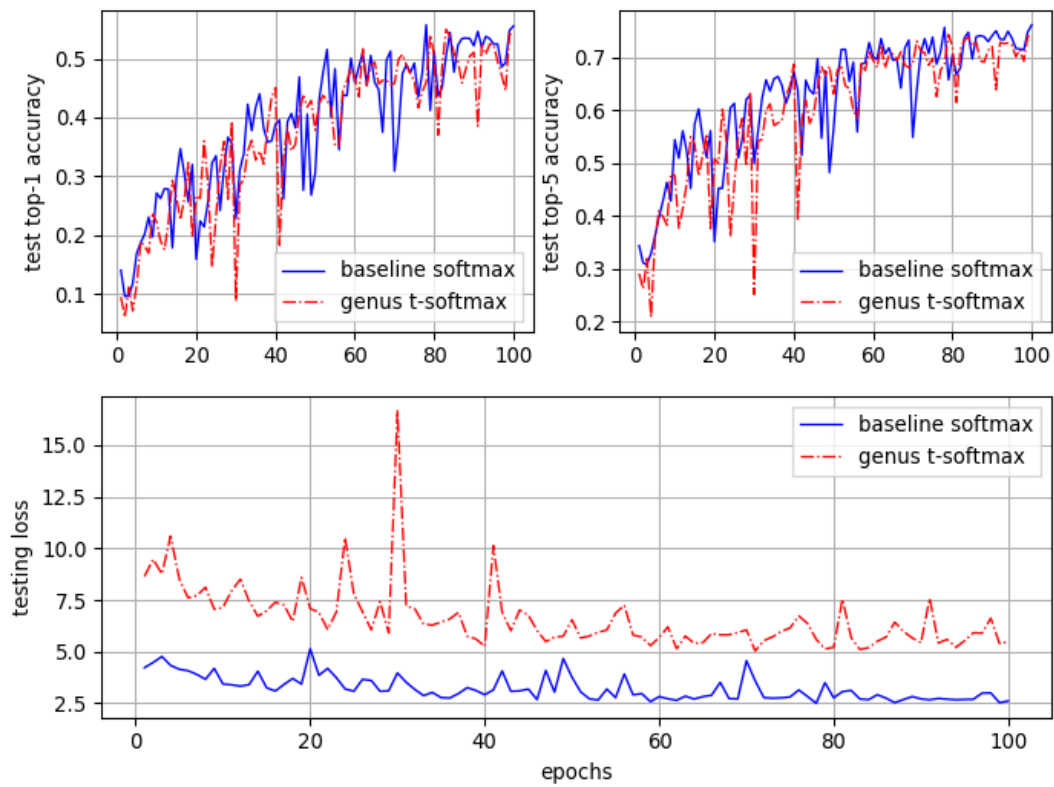 test top-1 accuracy
0.5
0.4
0.3
0.2
0.1
0 20 40 60 80 100
baseline softmax
genus t-softmax
test top-5 accuracy
0.7
0.6
0.5
0.4
0.3
0.2
0 20 40 60 80 100
baseline softmax
genus t-softmax
testing loss
15.0
12.5
10.0
7.5
5.0
2.5
0 20 40 60 80 100
baseline softmax
genus t-softmax
epochs